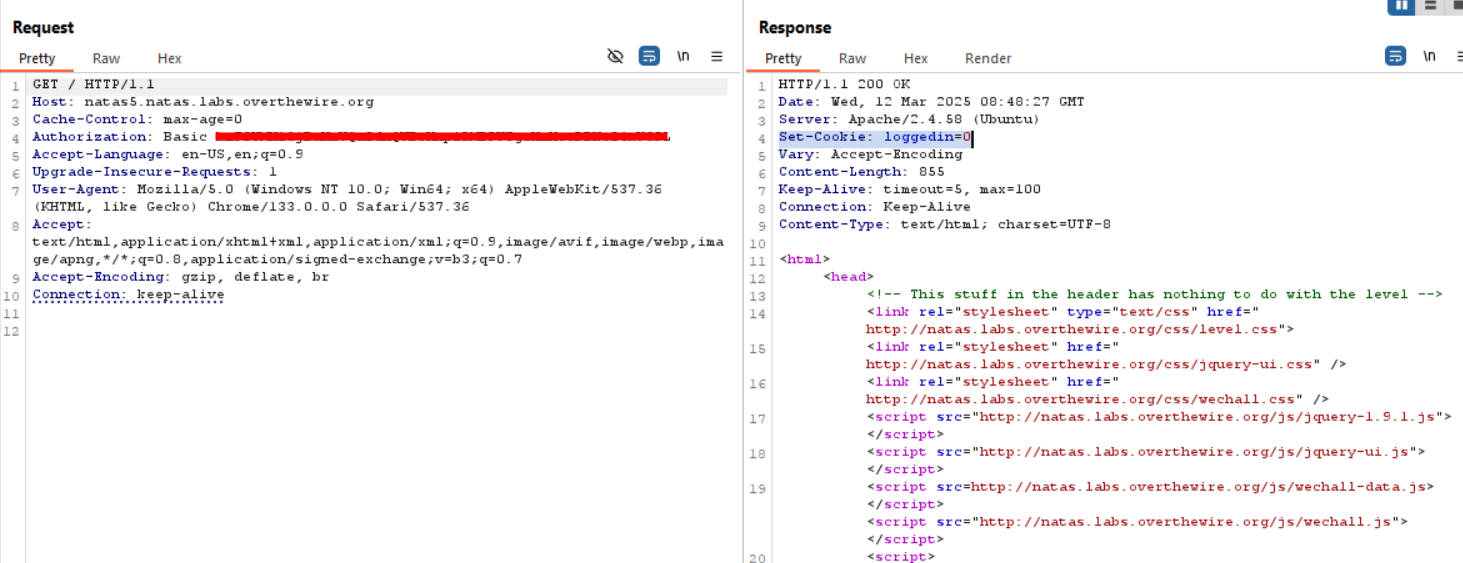 Request
Pretty Raw Hex \n
1 GET / HTTP/1.1
2 Host: natas5.natas.labs.overthewire.org
3 Cache-Control: max-age=0
4 Authorization: Basic
5 Accept-Language: en-US,en;q=0.9
6 Upgrade-Insecure-Requests: 1
7 User-Agent: Mozilla/5.0 (Windows NT 10.0; Win64; x64) AppleWebKit/537.36
(KHTML, like Gecko) Chrome/133.0.0.0 Safari/537.36
8 Accept:
text/html,application/xhtml+xml,application/xml;q=0.9,image/avif,image/webp,ima
ge/apng,*/*;q=0.8,application/signed-exchange;v=b3;q=0.7
9 Accept-Encoding: gzip, deflate, br
10 Connection: keep-alive
11
12
Response
Pretty Raw Hex Render \n
1 HTTP/1.1 200 OK
2 Date: Wed, 12 Mar 2025 08:48:27 GMT
3 Server: Apache/2.4.58 (Ubuntu)
4 Set-Cookie: loggedin=0
5 Vary: Accept-Encoding
6 Content-Length: 855
7 Keep-Alive: timeout=5, max=100
8 Connection: Keep-Alive
9 Content-Type: text/html; charset=UTF-8
10
11 <html>
12 <head>
13 <!-- This stuff in the header has nothing to do with the level -->
14 <link rel="stylesheet" type="text/css" href="
http://natas.labs.overthewire.org/css/level.css">
15 <link rel="stylesheet" href="
http://natas.labs.overthewire.org/css/jquery-ui.css" />
16 <link rel="stylesheet" href="
http://natas.labs.overthewire.org/css/wechall.css" />
17 <script src="http://natas.labs.overthewire.org/js/jquery-1.9.1.js">
</script>
18 <script src="http://natas.labs.overthewire.org/js/jquery-ui.js">
</script>
19 <script src=http://natas.labs.overthewire.org/js/wechall-data.js>
</script>
<script src="http://natas.labs.overthewire.org/js/wechall.js">
</script>
20 <script>